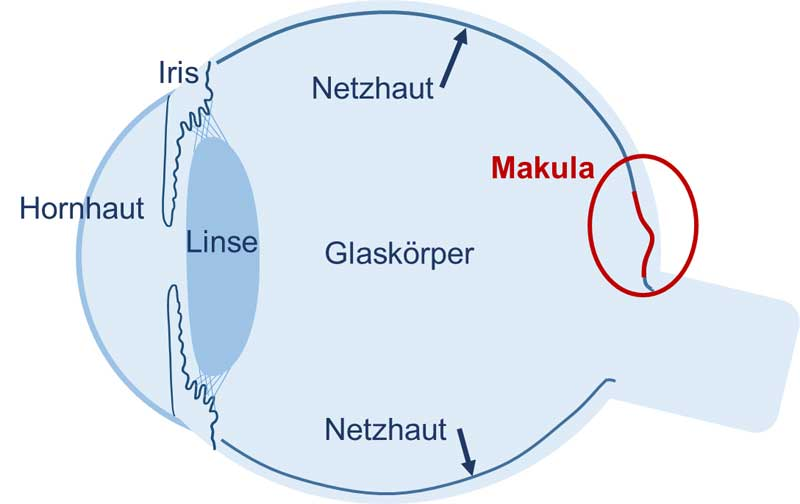 Iris
Netzhaut
Makula
Hornhaut
Linse
Glaskörper
Netzhaut